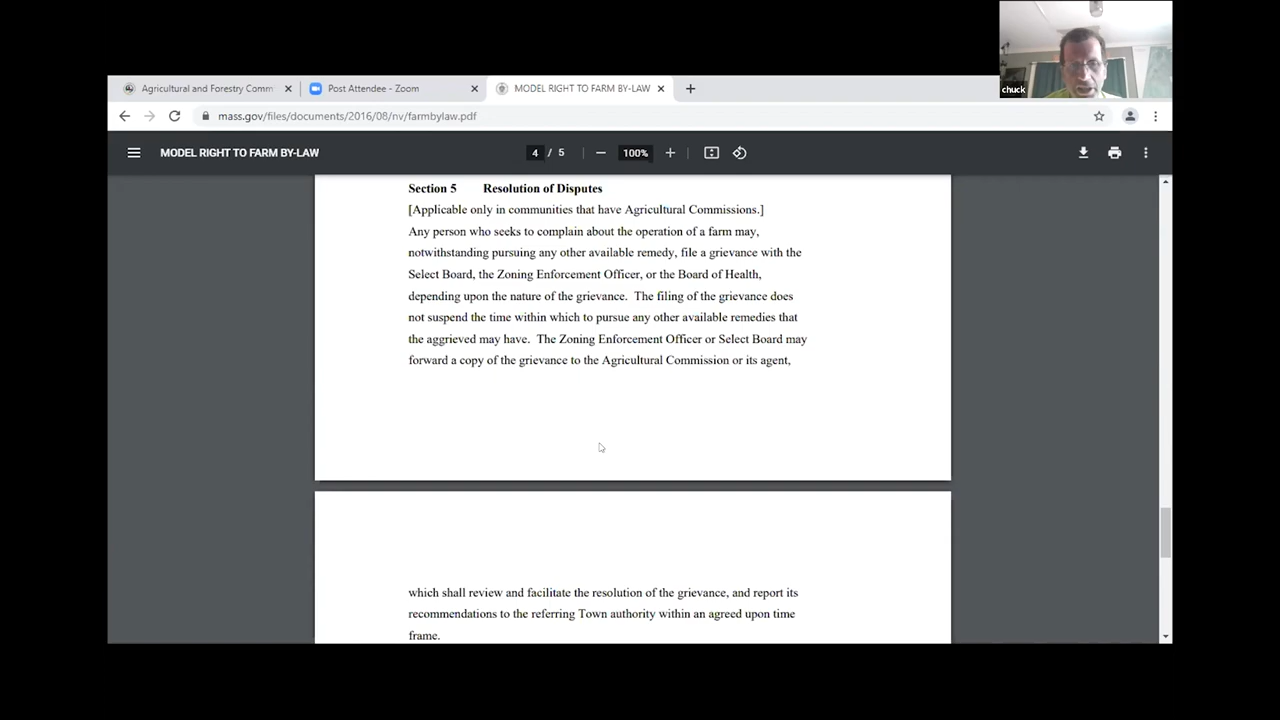 chuck
Agricultural and Forestry Comm
Post Attendee - Zoom
MODEL RIGHT TO FARM BY-LAW
mass.gov/files/documents/2016/08/nv/farmbylaw.pdf
MODEL RIGHT TO FARM BY-LAW
4 / 5
100%
Section 5 Resolution of Disputes
[Applicable only in communities that have Agricultural Commissions.]
Any person who seeks to complain about the operation of a farm may,
notwithstanding pursuing any other available remedy, file a grievance with the
Select Board, the Zoning Enforcement Officer, or the Board of Health,
depending upon the nature of the grievance. The filing of the grievance does
not suspend the time within which to pursue any other available remedies that
the aggrieved may have. The Zoning Enforcement Officer or Select Board may
forward a copy of the grievance to the Agricultural Commission or its agent,
which shall review and facilitate the resolution of the grievance, and report its
recommendations to the referring Town authority within an agreed upon time
frame.